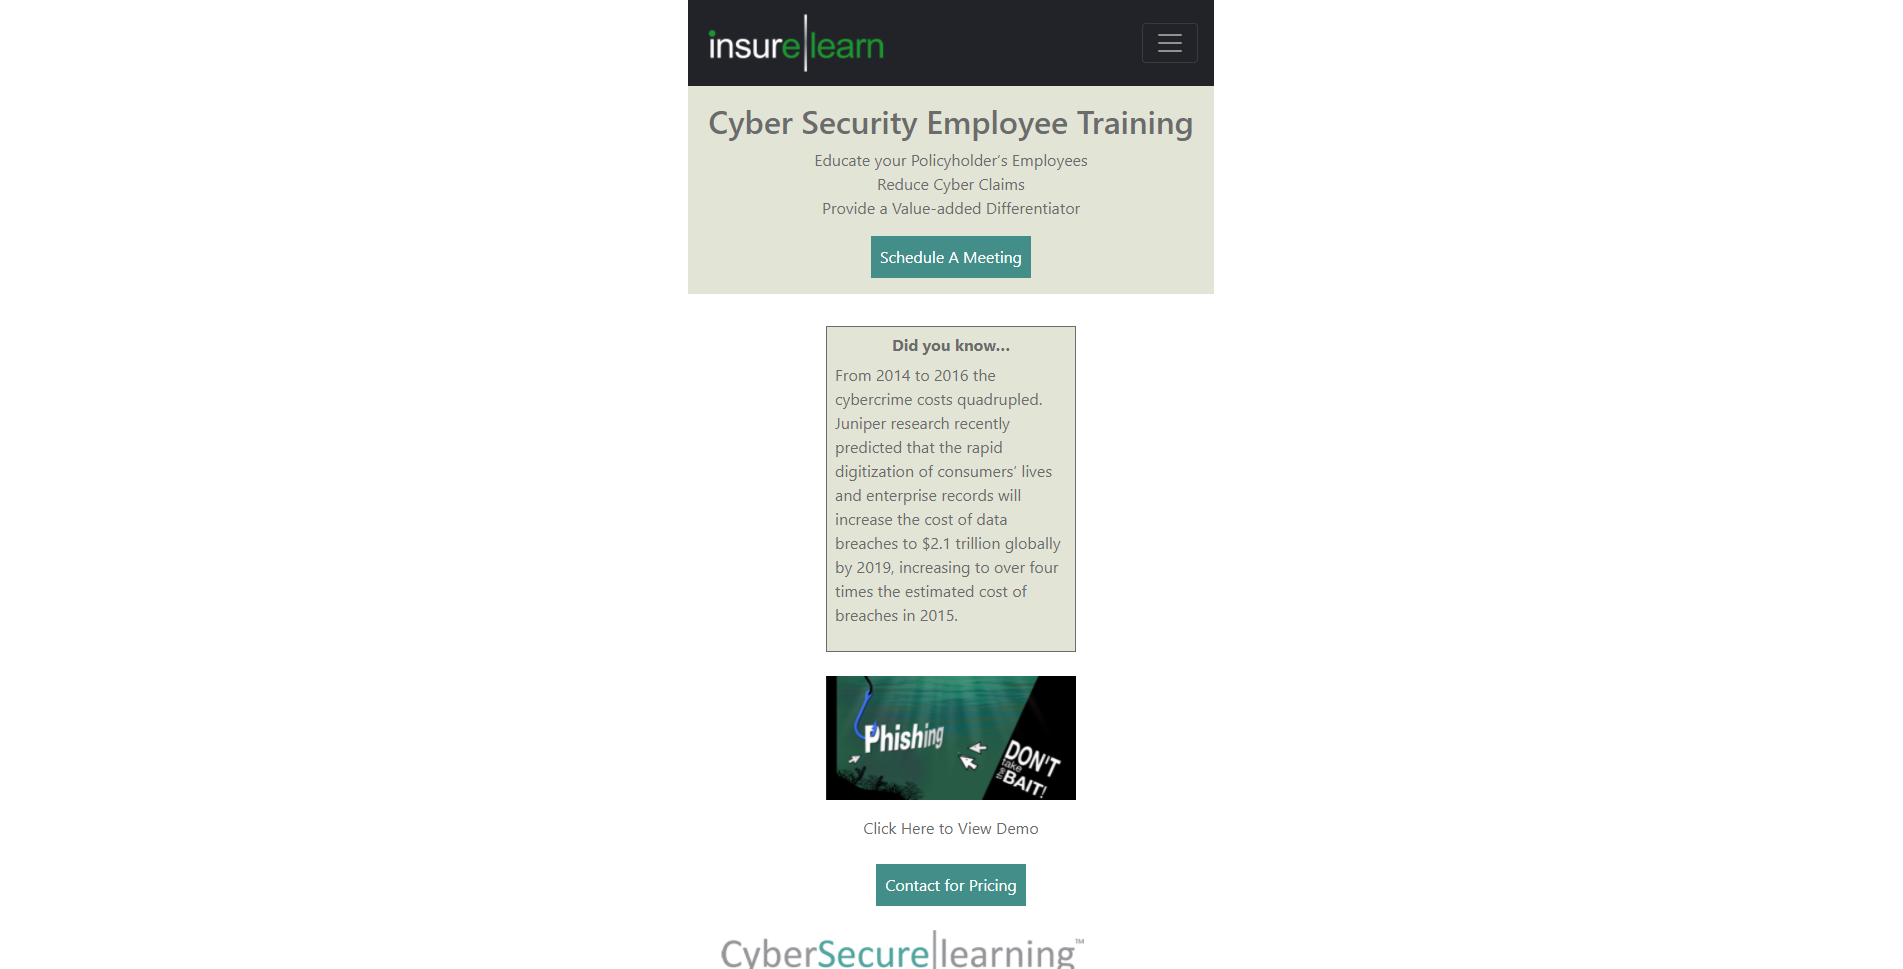 insure|learn
Cyber Security Employee Training
Educate your Policyholder’s Employees
Reduce Cyber Claims
Provide a Value-added Differentiator
Schedule A Meeting
Did you know…
From 2014 to 2016 the
cybercrime costs quadrupled.
Juniper research recently
predicted that the rapid
digitization of consumers’ lives
and enterprise records will
increase the cost of data
breaches to $2.1 trillion globally
by 2019, increasing to over four
times the estimated cost of
breaches in 2015.
Phishing
DON'T
take
the BAIT!
Click Here to View Demo
Contact for Pricing
CyberSecure|learning™